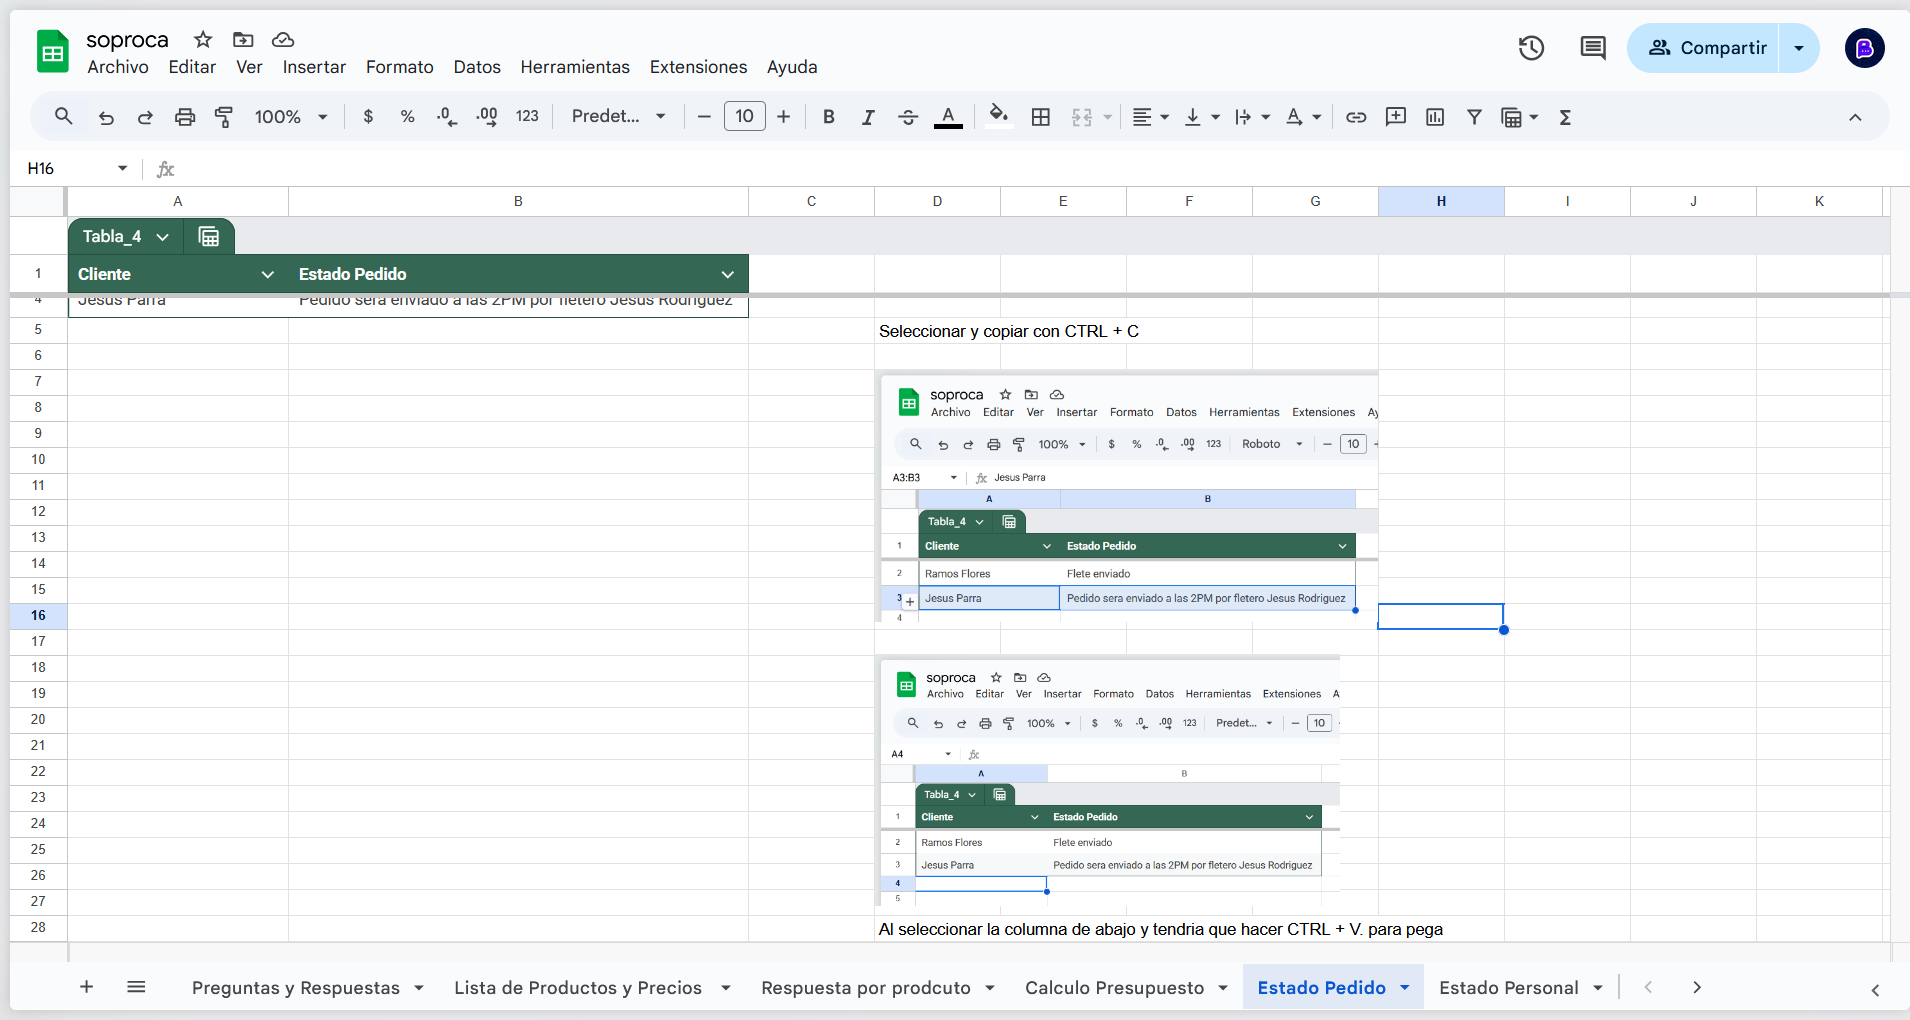 soproca
Archivo Editar Ver Insertar Formato Datos Herramientas Extensiones Ayuda
Compartir
100% $ % .0 .00 123 Predet... 10 B I A
H16 fx
A B C D E F G H I J K
Tabla_4
1 Cliente Estado Pedido
4 Jesus Parra Pedido sera enviado a las 2PM por fletero Jesus Rodriguez
5 Seleccionar y copiar con CTRL + C
6
7
soproca
8
Archivo Editar Ver Insertar Formato Datos Herramientas Extensiones Ay
9
100% $ % .0 .00 123 Roboto 10
10
11
A3:B3 fx Jesus Parra
A B
12
Tabla_4
13
1 Cliente Estado Pedido
14
2 Ramos Flores Flete enviado
15
3 Jesus Parra Pedido sera enviado a las 2PM por fletero Jesus Rodriguez
16
4
17
18
soproca
19
Archivo Editar Ver Insertar Formato Datos Herramientas Extensiones A
20
100% $ % .0 .00 123 Predet... 10
21
A4 fx
22
A B
23
Tabla_4
24
1 Cliente Estado Pedido
25
2 Ramos Flores Flete enviado
26
3 Jesus Parra Pedido sera enviado a las 2PM por fletero Jesus Rodriguez
4
27
5
28 Al seleccionar la columna de abajo y tendria que hacer CTRL + V. para pega
Preguntas y Respuestas Lista de Productos y Precios Respuesta por prodcuto Calculo Presupuesto Estado Pedido Estado Personal